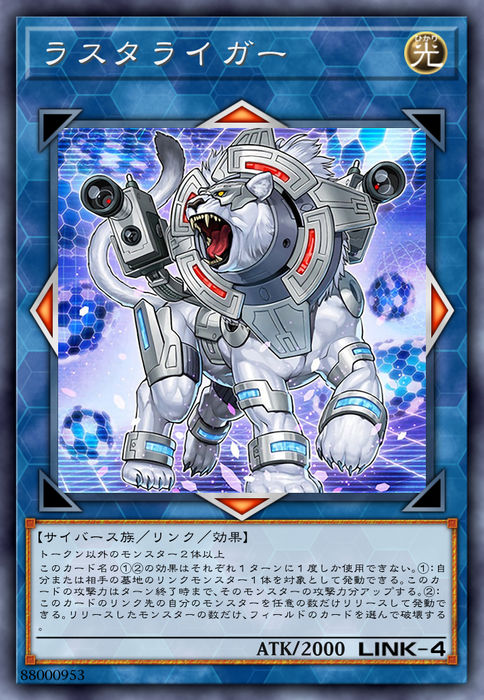 ラスタライガー
ひかり
光
【サイバース族／リンク／効果】
トークン以外のモンスター２体以上
このカード名の①②の効果はそれぞれ１ターンに１度しか使用できない。①：自
分または相手の墓地のリンクモンスター１体を対象として発動できる。このカ
ードの攻撃力はターン終了時まで、そのモンスターの攻撃力分アップする。②：
このカードのリンク先の自分のモンスターを任意の数だけリリースして発動で
きる。リリースしたモンスターの数だけ、フィールドのカードを選んで破壊する
。
ATK/2000 LINK-4
88000953